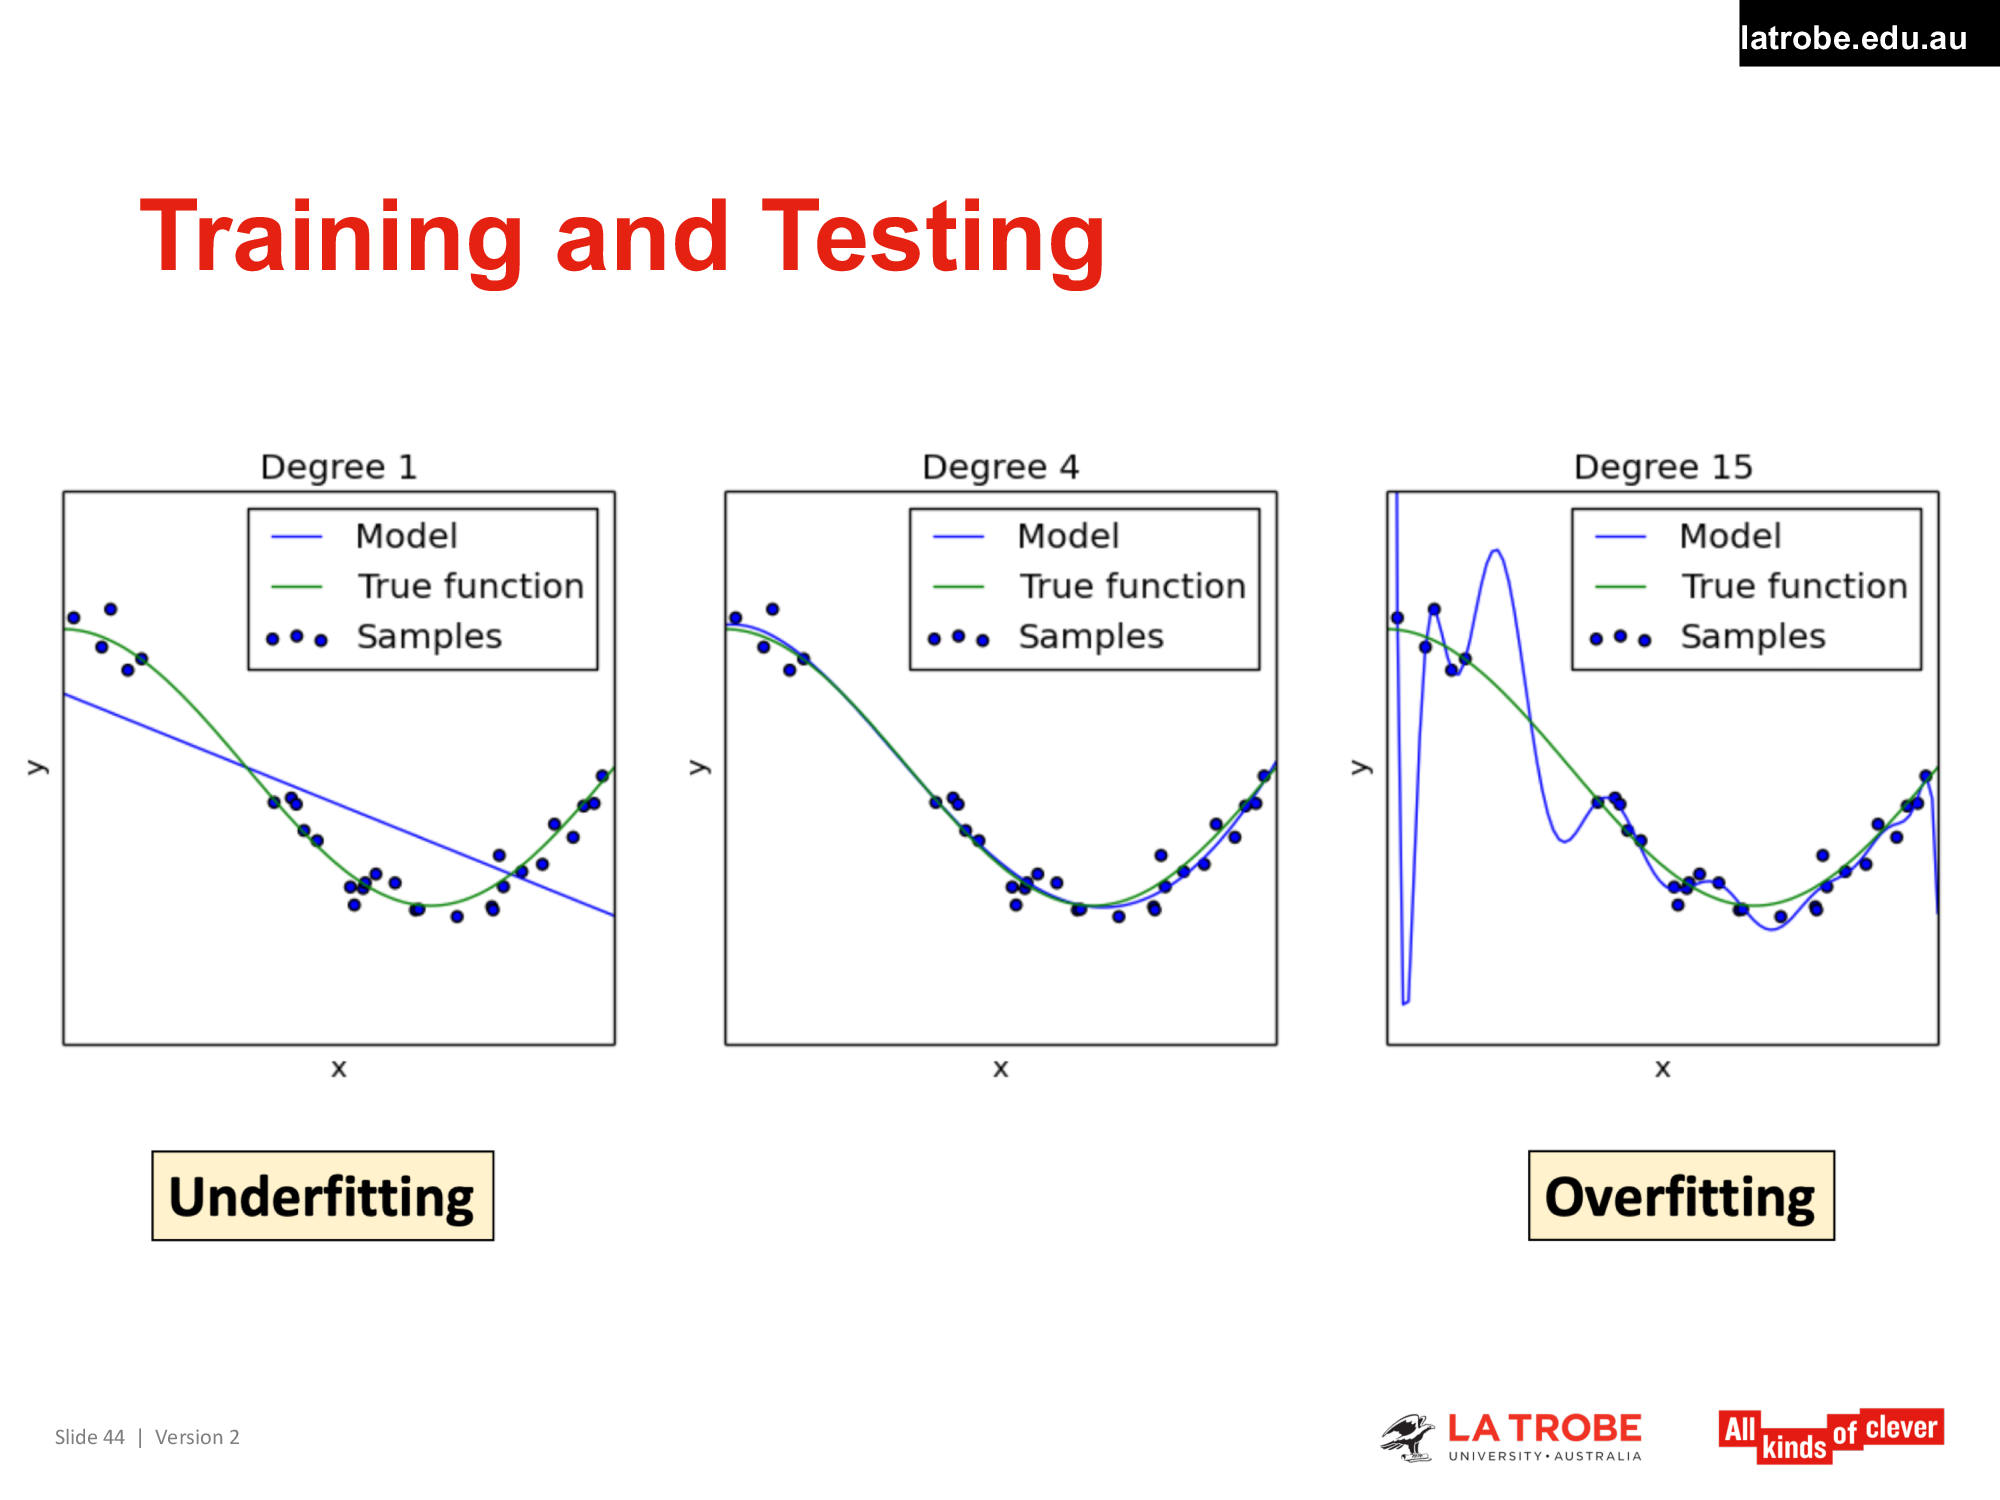 latrobe.edu.au
Training and Testing
Degree 1
Model
True function
Samples
y
x
Degree 4
Model
True function
Samples
y
x
Degree 15
Model
True function
Samples
y
x
Underfitting
Overfitting
Slide 44 | Version 2
LA TROBE
UNIVERSITY • AUSTRALIA
All kinds of clever